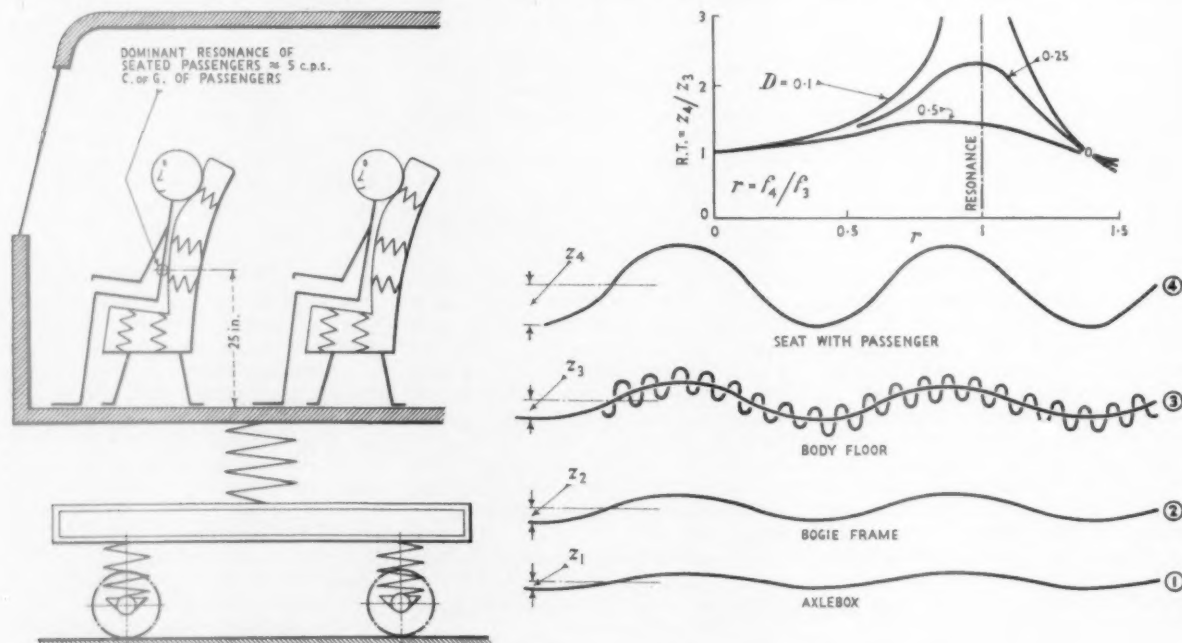 DOMINANT RESONANCE OF
SEATED PASSENGERS ≈ 5 c.p.s.
C. OF G. OF PASSENGERS
25 in.
3
2
1
0
R.T. = z4/z3
D = 0·1
0·25
0·5
r = f4/f3
RESONANCE
0
0·5
r
1
1·5
z4
4
SEAT WITH PASSENGER
z3
3
BODY FLOOR
z2
2
BOGIE FRAME
z1
1
AXLEBOX